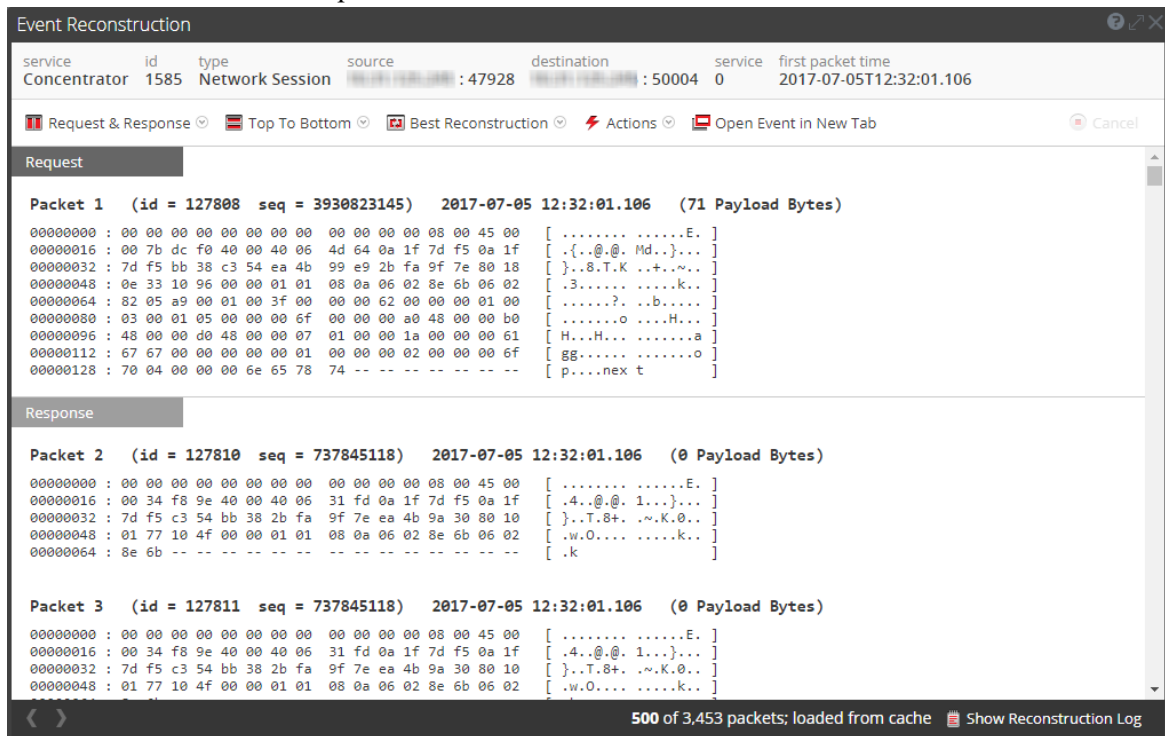 Event Reconstruction
service id type source destination service first packet time
Concentrator 1585 Network Session : 47928 : 50004 0 2017-07-05T12:32:01.106
Request & Response Top To Bottom Best Reconstruction Actions Open Event in New Tab Cancel
Request
Packet 1 (id = 127808 seq = 3930823145) 2017-07-05 12:32:01.106 (71 Payload Bytes)
00000000 : 00 00 00 00 00 00 00 00 00 00 00 00 08 00 45 00 [ ........ ......E. ]
00000016 : 00 7b dc f0 40 00 40 06 4d 64 0a 1f 7d f5 0a 1f [ .{..@.@. Md..}... ]
00000032 : 7d f5 bb 38 c3 54 ea 4b 99 e9 2b fa 9f 7e 80 18 [ }..8.T.K ..+..~.. ]
00000048 : 0e 33 10 96 00 00 01 01 08 0a 06 02 8e 6b 06 02 [ .3...... .....k.. ]
00000064 : 82 05 a9 00 01 00 3f 00 00 00 62 00 00 00 01 00 [ ......?. ..b..... ]
00000080 : 03 00 01 05 00 00 00 6f 00 00 00 a0 48 00 00 b0 [ .......o ....H... ]
00000096 : 48 00 00 d0 48 00 00 07 01 00 00 1a 00 00 00 61 [ H...H... .......a ]
00000112 : 67 67 00 00 00 00 00 01 00 00 00 02 00 00 00 6f [ gg...... .......o ]
00000128 : 70 04 00 00 00 6e 65 78 74 -- -- -- -- -- -- -- [ p....nex t ]
Response
Packet 2 (id = 127810 seq = 737845118) 2017-07-05 12:32:01.106 (0 Payload Bytes)
00000000 : 00 00 00 00 00 00 00 00 00 00 00 00 08 00 45 00 [ ........ ......E. ]
00000016 : 00 34 f8 9e 40 00 40 06 31 fd 0a 1f 7d f5 0a 1f [ .4..@.@. 1...}... ]
00000032 : 7d f5 c3 54 bb 38 2b fa 9f 7e ea 4b 9a 30 80 10 [ }..T.8+. .~.K.0.. ]
00000048 : 01 77 10 4f 00 00 01 01 08 0a 06 02 8e 6b 06 02 [ .w.O.... .....k.. ]
00000064 : 8e 6b -- -- -- -- -- -- -- -- -- -- -- -- -- -- [ .k ]
Packet 3 (id = 127811 seq = 737845118) 2017-07-05 12:32:01.106 (0 Payload Bytes)
00000000 : 00 00 00 00 00 00 00 00 00 00 00 00 08 00 45 00 [ ........ ......E. ]
00000016 : 00 34 f8 9e 40 00 40 06 31 fd 0a 1f 7d f5 0a 1f [ .4..@.@. 1...}... ]
00000032 : 7d f5 c3 54 bb 38 2b fa 9f 7e ea 4b 9a 30 80 10 [ }..T.8+. .~.K.0.. ]
00000048 : 01 77 10 4f 00 00 01 01 08 0a 06 02 8e 6b 06 02 [ .w.O.... .....k.. ]
500 of 3,453 packets; loaded from cache Show Reconstruction Log